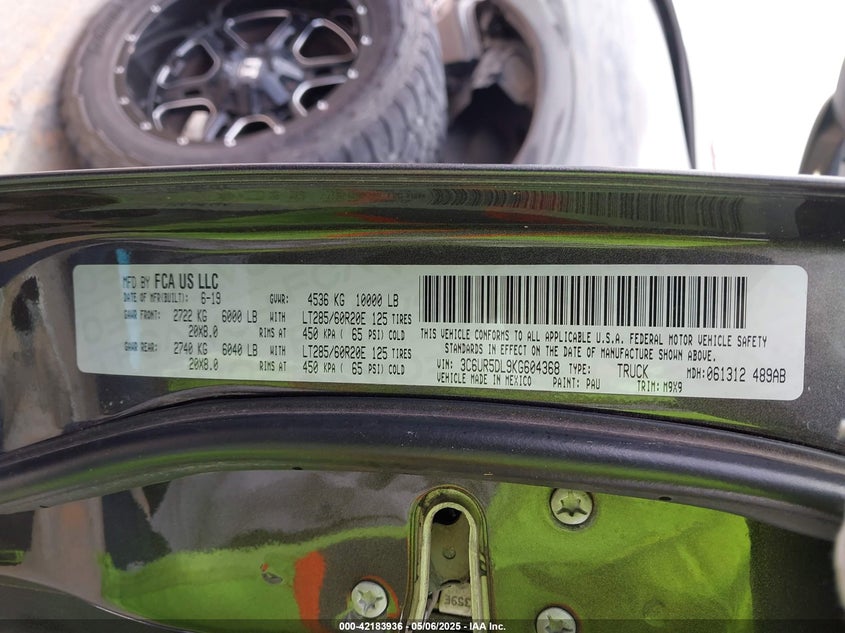 MFD BY FCA US LLC
DATE OF MFR(BUILT): 6-19 GVWR: 4536 KG 10000 LB
GAWR FRONT: 2722 KG 6000 LB WITH LT285/60R20E 125 TIRES
20X8.0 RIMS AT 450 KPA ( 65 PSI) COLD
GAWR REAR: 2740 KG 6040 LB WITH LT285/60R20E 125 TIRES
20X8.0 RIMS AT 450 KPA ( 65 PSI) COLD
THIS VEHICLE CONFORMS TO ALL APPLICABLE U.S.A. FEDERAL MOTOR VEHICLE SAFETY
STANDARDS IN EFFECT ON THE DATE OF MANUFACTURE SHOWN ABOVE.
VIN: 3C6UR5DL9KG604368 TYPE: TRUCK MDH: 061312 489AB
VEHICLE MADE IN MEXICO PAINT: PAU TRIM: M9X9
000-42183936 - 05/06/2025 - IAA Inc.